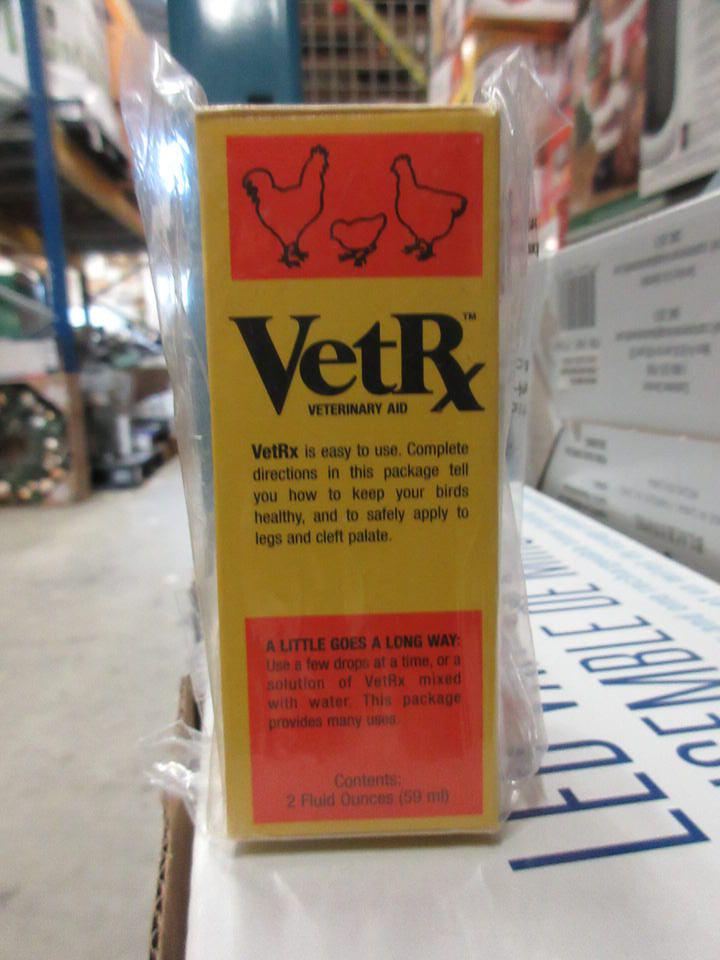 VetRx™
VETERINARY AID
VetRx is easy to use. Complete
directions in this package tell
you how to keep your birds
healthy, and to safely apply to
legs and cleft palate.
A LITTLE GOES A LONG WAY:
Use a few drops at a time, or a
solution of VetRx mixed
with water. This package
provides many uses.
Contents:
2 Fluid Ounces (59 ml)
LED